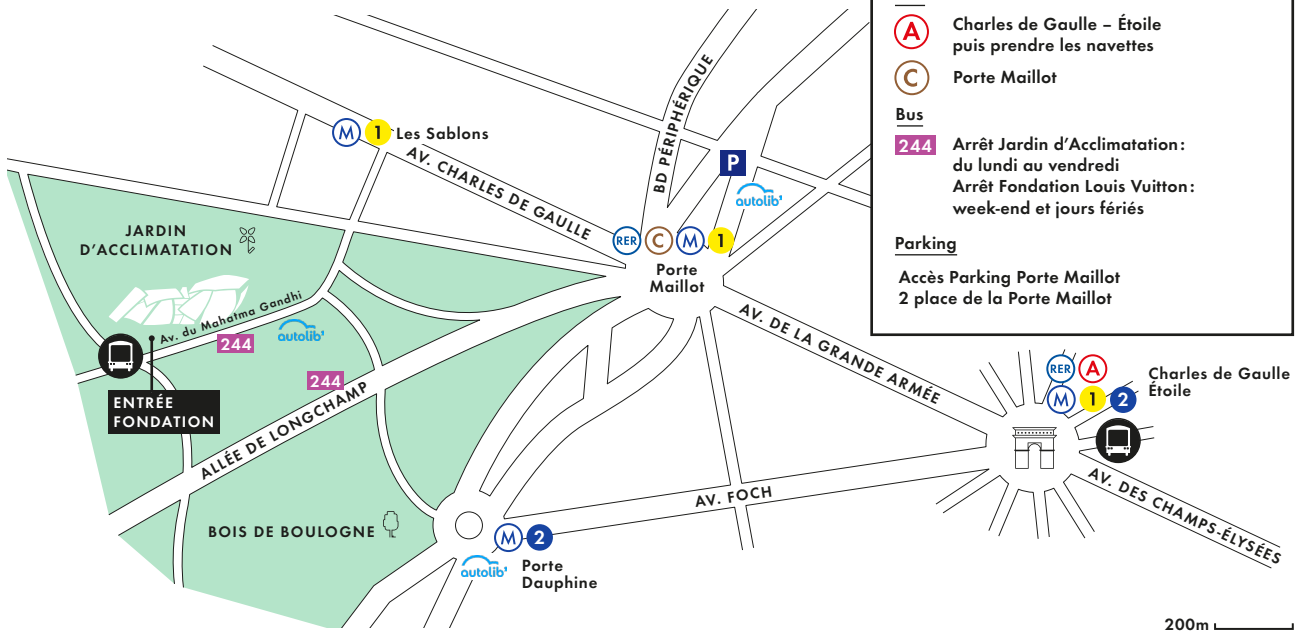 A
Charles de Gaulle – Étoile
puis prendre les navettes
C
Porte Maillot
Bus
244
Arrêt Jardin d'Acclimatation :
du lundi au vendredi
Arrêt Fondation Louis Vuitton :
week-end et jours fériés
Parking
Accès Parking Porte Maillot
2 place de la Porte Maillot
BD PÉRIPHÉRIQUE
M 1 Les Sablons
AV. CHARLES DE GAULLE
P
autolib'
JARDIN
D'ACCLIMATATION
RER C M 1
Porte
Maillot
Av. du Mahatma Gandhi
244
autolib'
244
ENTRÉE
FONDATION
ALLÉE DE LONGCHAMP
AV. DE LA GRANDE ARMÉE
RER A
M 1 2
Charles de Gaulle
Étoile
AV. FOCH
AV. DES CHAMPS-ÉLYSÉES
BOIS DE BOULOGNE
M 2
autolib'
Porte
Dauphine
200m